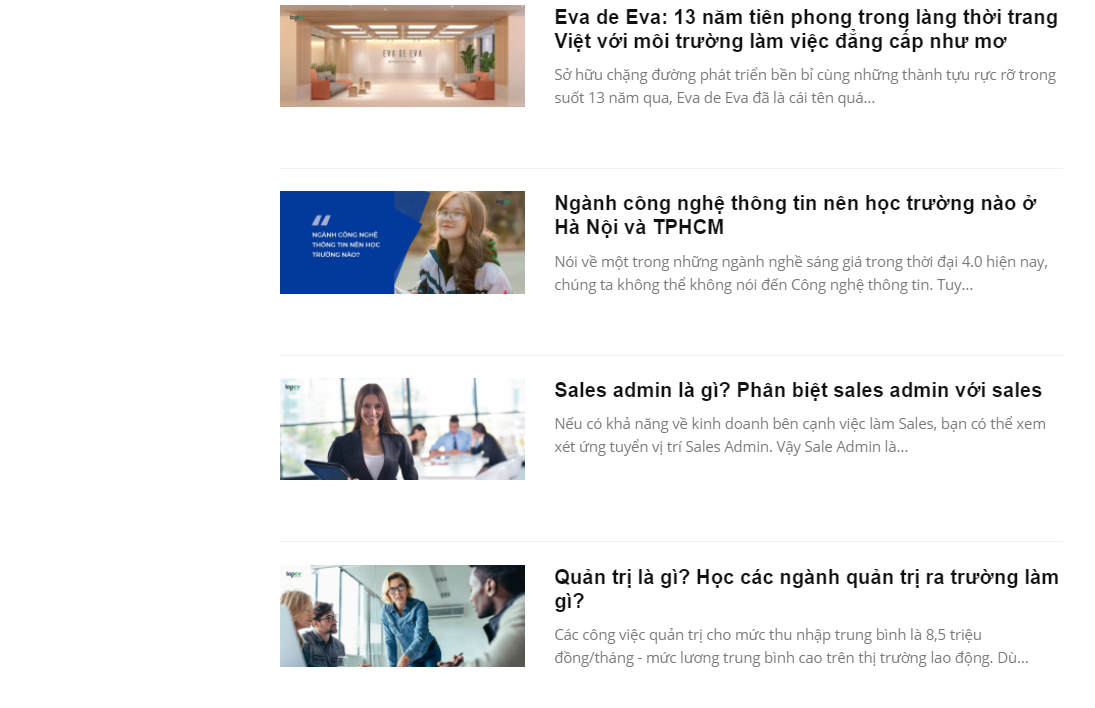 topcv
EVA DE EVA
Eva de Eva: 13 năm tiên phong trong làng thời trang
Việt với môi trường làm việc đẳng cấp như mơ
Sở hữu chặng đường phát triển bền bỉ cùng những thành tựu rực rỡ trong
suốt 13 năm qua, Eva de Eva đã là cái tên quá...
topcv
NGÀNH CÔNG NGHỆ
THÔNG TIN NÊN HỌC
TRƯỜNG NÀO?
Ngành công nghệ thông tin nên học trường nào ở
Hà Nội và TPHCM
Nói về một trong những ngành nghề sáng giá trong thời đại 4.0 hiện nay,
chúng ta không thể không nói đến Công nghệ thông tin. Tuy...
topcv
Sales admin là gì? Phân biệt sales admin với sales
Nếu có khả năng về kinh doanh bên cạnh việc làm Sales, bạn có thể xem
xét ứng tuyển vị trí Sales Admin. Vậy Sale Admin là...
topcv
Quản trị là gì? Học các ngành quản trị ra trường làm
gì?
Các công việc quản trị cho mức thu nhập trung bình là 8,5 triệu
đồng/tháng - mức lương trung bình cao trên thị trường lao động. Dù...